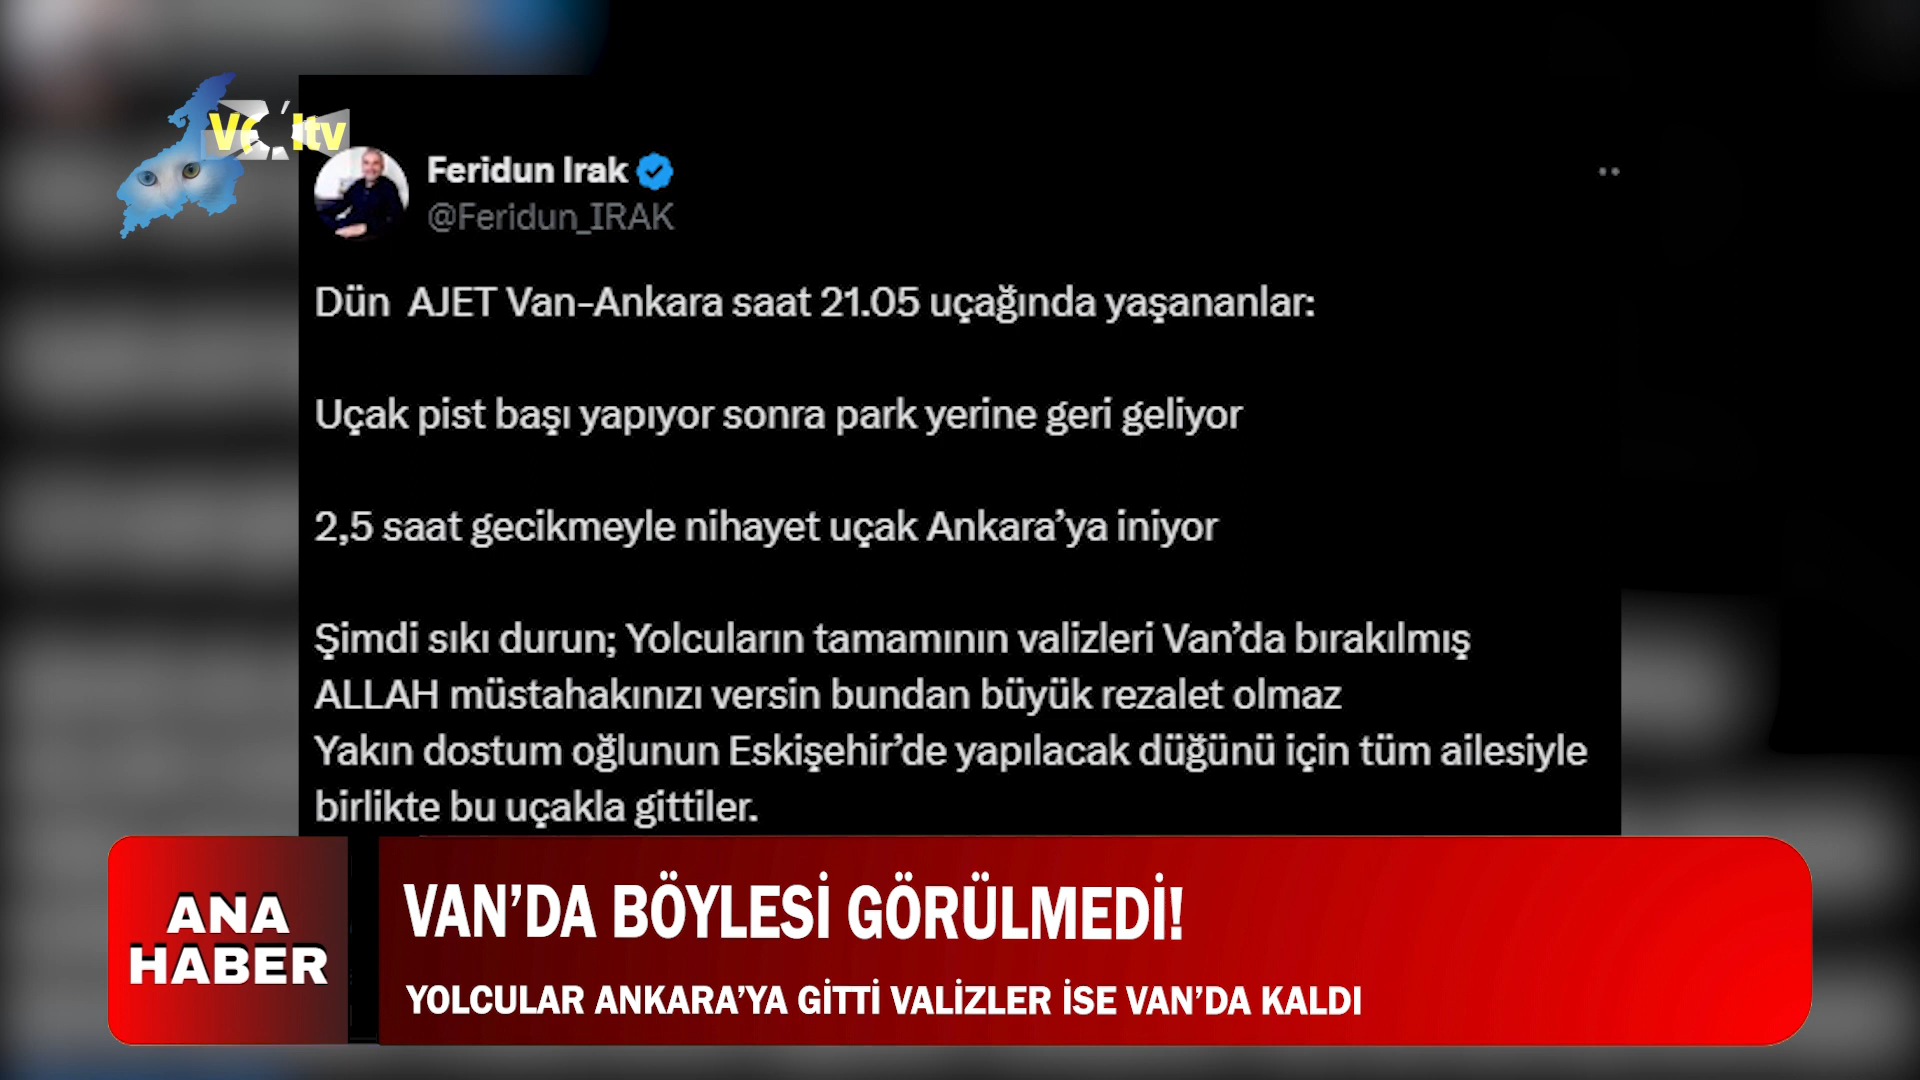 Feridun Irak
@Feridun_IRAK
Dün AJET Van-Ankara saat 21.05 uçağında yaşananlar:
Uçak pist başı yapıyor sonra park yerine geri geliyor
2,5 saat gecikmeyle nihayet uçak Ankara’ya iniyor
Şimdi sıkı durun; Yolcuların tamamının valizleri Van’da bırakılmış
ALLAH müstahakınızı versin bundan büyük rezalet olmaz
Yakın dostum oğlunun Eskişehir’de yapılacak düğünü için tüm ailesiyle
birlikte bu uçakla gittiler.
ANA
HABER
VAN’DA BÖYLESİ GÖRÜLMEDİ!
YOLCULAR ANKARA’YA GİTTİ VALİZLER İSE VAN’DA KALDI